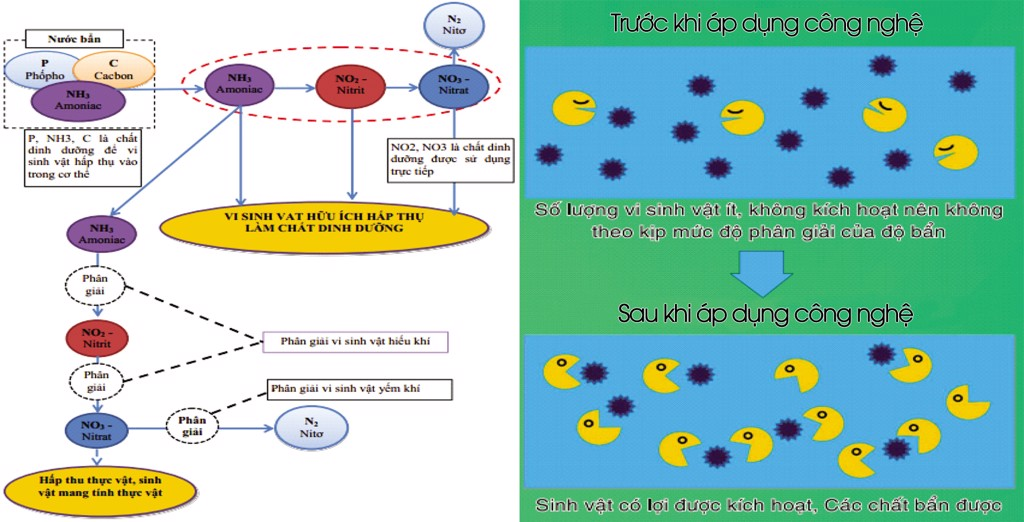 Nước bẩn
P
Phốpho
C
Cacbon
NH3
Amoniac
P, NH3, C là chất
dinh dưỡng để vi
sinh vật hấp thụ vào
trong cơ thể
NH3
Amoniac
NO2 –
Nitrit
NO3 –
Nitrat
N2
Nitơ
NO2, NO3 là chất dinh
dưỡng được sử dụng
trực tiếp
VI SINH VAT HỮU ÍCH HẤP THỤ
LÀM CHẤT DINH DƯỠNG
NH3
Amoniac
Phân
giải
NO2 –
Nitrit
Phân
giải
NO3 –
Nitrat
Phân giải vi sinh vật hiếu khí
Phân giải vi sinh vật yếm khí
Phân
giải
N2
Nitơ
Hấp thu thực vật, sinh
vật mang tính thực vật
Trước khi áp dụng công nghệ
Số lượng vi sinh vật ít, không kích hoạt nên không
theo kịp mức độ phân giải của độ bẩn
Sau khi áp dụng công nghệ
Sinh vật có lợi được kích hoạt, Các chất bẩn được